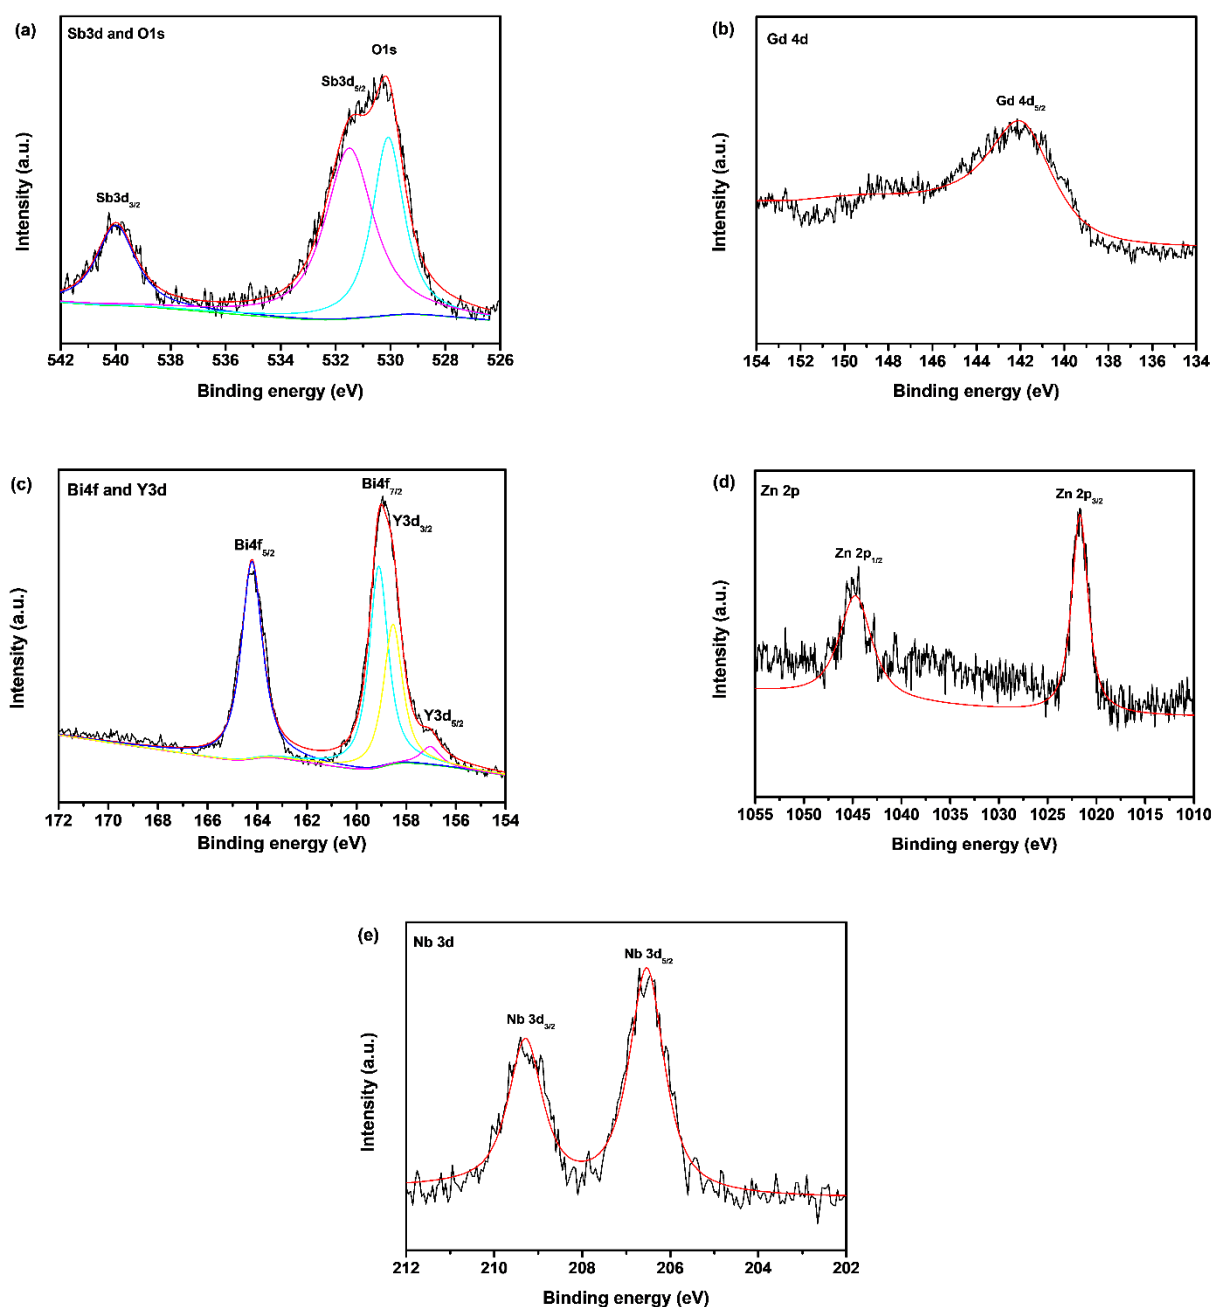 (a)
Sb3d and O1s
O1s
Sb3d5/2
Sb3d3/2
Intensity (a.u.)
542 540 538 536 534 532 530 528 526
Binding energy (eV)
(b)
Gd 4d
Gd 4d5/2
Intensity (a.u.)
154 152 150 148 146 144 142 140 138 136 134
Binding energy (eV)
(c)
Bi4f and Y3d
Bi4f7/2
Y3d3/2
Bi4f5/2
Y3d5/2
Intensity (a.u.)
172 170 168 166 164 162 160 158 156 154
Binding energy (eV)
(d)
Zn 2p
Zn 2p3/2
Zn 2p1/2
Intensity (a.u.)
1055 1050 1045 1040 1035 1030 1025 1020 1015 1010
Binding energy (eV)
(e)
Nb 3d
Nb 3d5/2
Nb 3d3/2
Intensity (a.u.)
212 210 208 206 204 202
Binding energy (eV)